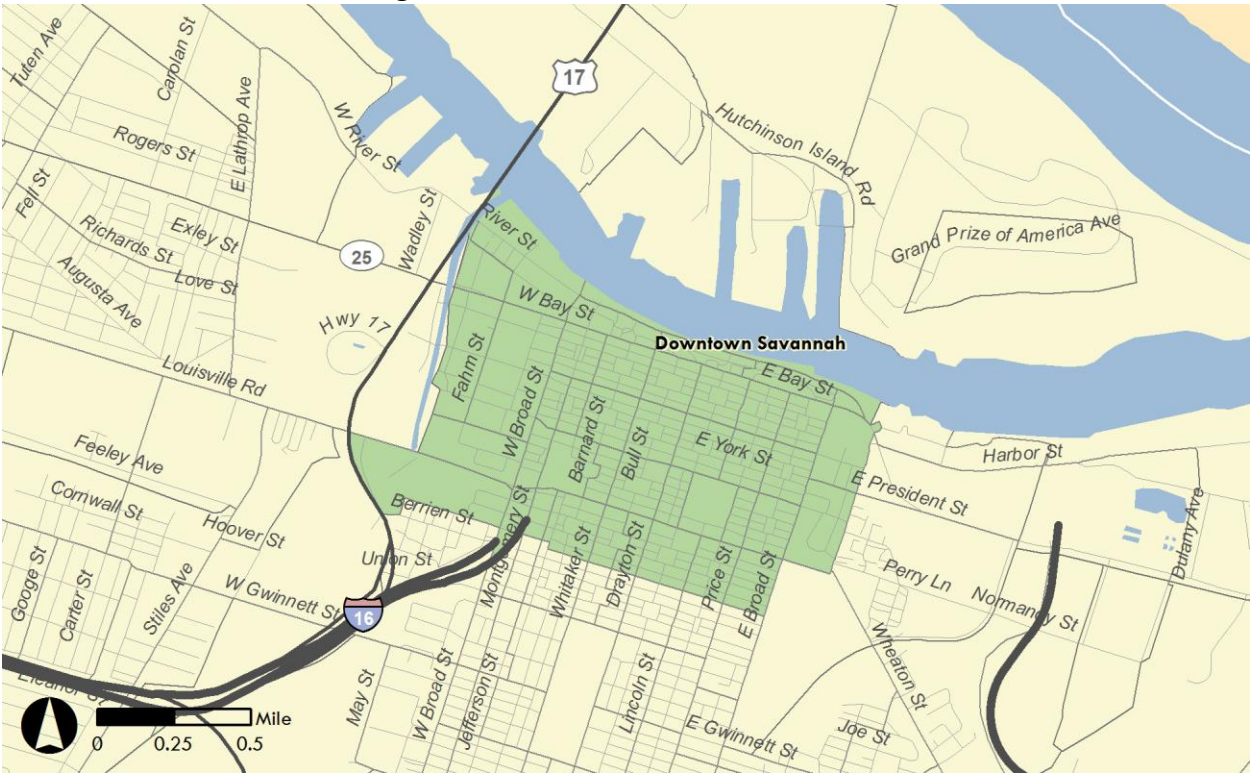 Tuten Ave
Carolan St
Rogers St
E Lathrop Ave
W River St
17
Hutchinson Island Rd
Grand Prize of America Ave
Fell St
Richards St
Exley St
Love St
Augusta Ave
Wadley St
25
River St
Hwy 17
W Bay St
Downtown Savannah
E Bay St
Louisville Rd
Fahm St
W Broad St
Barnard St
Bull St
E York St
Harbor St
E President St
Dulany Ave
Feeley Ave
Cornwall St
Hoover St
Berrien St
Union St
Montgomery St
Whitaker St
Drayton St
Price St
E Broad St
Perry Ln
Normandy St
Googe St
Carter St
Stiles Ave
W Gwinnett St
16
Wheaton St
Eleanor St
May St
W Broad St
Jefferson St
Lincoln St
E Gwinnett St
Joe St
Mile
0 0.25 0.5